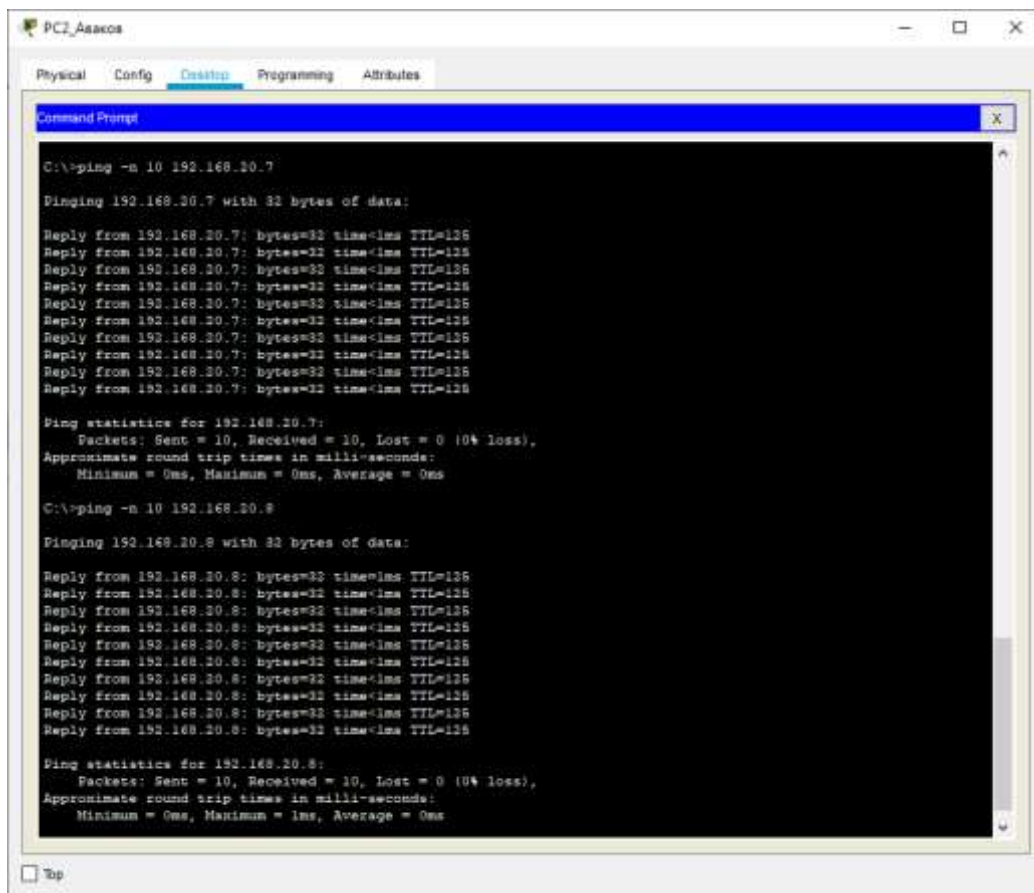 PC2_Аваков
Physical Config Desktop Programming Attributes
Command Prompt
X
C:\>ping -n 10 192.168.20.7
Pinging 192.168.20.7 with 32 bytes of data:
Reply from 192.168.20.7: bytes=32 time<1ms TTL=125
Reply from 192.168.20.7: bytes=32 time<1ms TTL=125
Reply from 192.168.20.7: bytes=32 time<1ms TTL=125
Reply from 192.168.20.7: bytes=32 time<1ms TTL=125
Reply from 192.168.20.7: bytes=32 time<1ms TTL=125
Reply from 192.168.20.7: bytes=32 time<1ms TTL=125
Reply from 192.168.20.7: bytes=32 time<1ms TTL=125
Reply from 192.168.20.7: bytes=32 time<1ms TTL=125
Reply from 192.168.20.7: bytes=32 time<1ms TTL=125
Reply from 192.168.20.7: bytes=32 time<1ms TTL=125
Ping statistics for 192.168.20.7:
Packets: Sent = 10, Received = 10, Lost = 0 (0% loss),
Approximate round trip times in milli-seconds:
Minimum = 0ms, Maximum = 0ms, Average = 0ms
C:\>ping -n 10 192.168.20.8
Pinging 192.168.20.8 with 32 bytes of data:
Reply from 192.168.20.8: bytes=32 time=1ms TTL=125
Reply from 192.168.20.8: bytes=32 time<1ms TTL=125
Reply from 192.168.20.8: bytes=32 time<1ms TTL=125
Reply from 192.168.20.8: bytes=32 time<1ms TTL=125
Reply from 192.168.20.8: bytes=32 time<1ms TTL=125
Reply from 192.168.20.8: bytes=32 time<1ms TTL=125
Reply from 192.168.20.8: bytes=32 time<1ms TTL=125
Reply from 192.168.20.8: bytes=32 time<1ms TTL=125
Reply from 192.168.20.8: bytes=32 time<1ms TTL=125
Reply from 192.168.20.8: bytes=32 time<1ms TTL=125
Ping statistics for 192.168.20.8:
Packets: Sent = 10, Received = 10, Lost = 0 (0% loss),
Approximate round trip times in milli-seconds:
Minimum = 0ms, Maximum = 1ms, Average = 0ms
Top